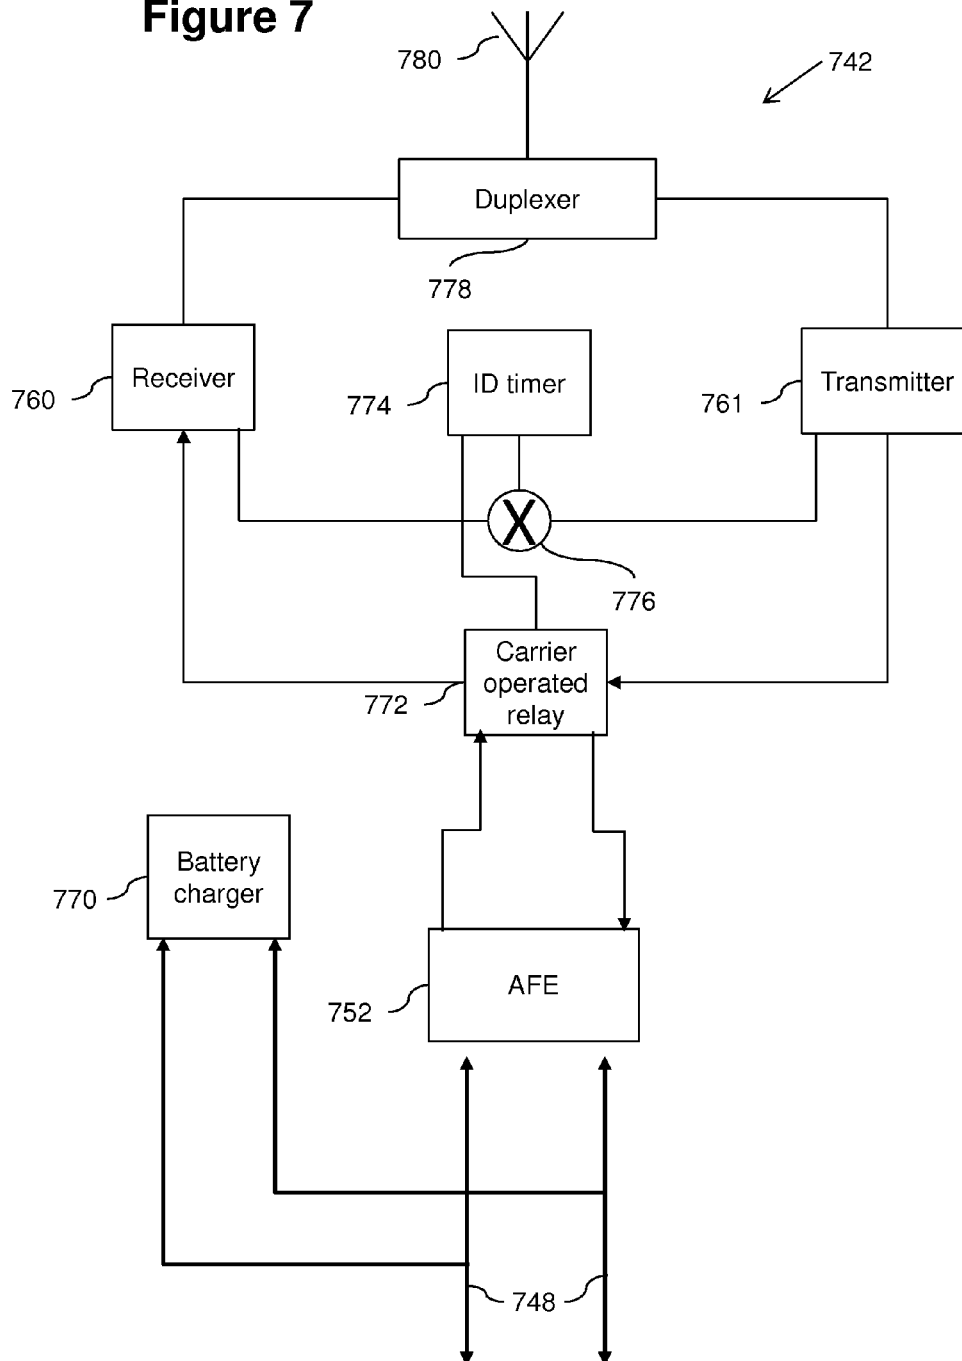 Figure 7
780
742
Duplexer
778
Receiver
760
ID timer
774
Transmitter
761
X
776
Carrier
operated
relay
772
Battery
charger
770
AFE
752
748